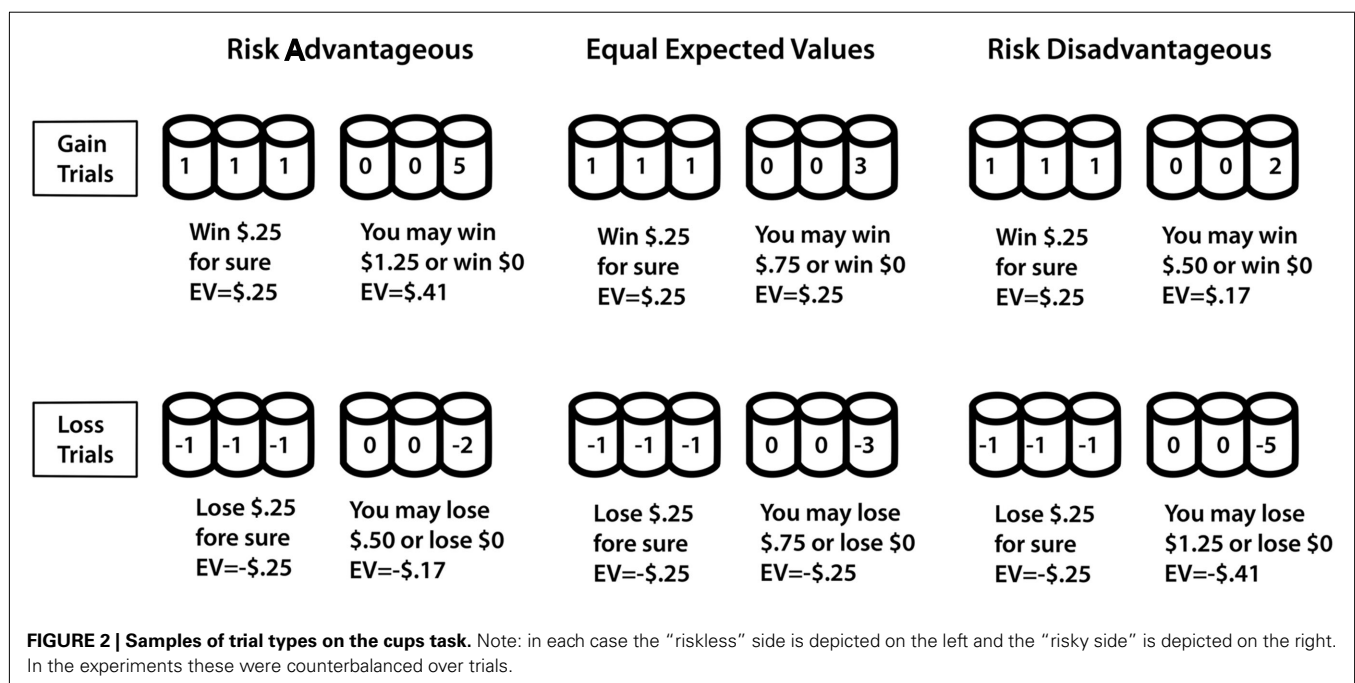 Risk Advantageous
Equal Expected Values
Risk Disadvantageous
Gain
Trials
1 1 1
0 0 5
1 1 1
0 0 3
1 1 1
0 0 2
Win $.25
for sure
EV=$.25
You may win
$1.25 or win $0
EV=$.41
Win $.25
for sure
EV=$.25
You may win
$.75 or win $0
EV=$.25
Win $.25
for sure
EV=$.25
You may win
$.50 or win $0
EV=$.17
Loss
Trials
-1 -1 -1
0 0 -2
-1 -1 -1
0 0 -3
-1 -1 -1
0 0 -5
Lose $.25
fore sure
EV=-$.25
You may lose
$.50 or lose $0
EV=-$.17
Lose $.25
fore sure
EV=-$.25
You may lose
$.75 or lose $0
EV=-$.25
Lose $.25
for sure
EV=-$.25
You may lose
$1.25 or lose $0
EV=-$.41
FIGURE 2 | Samples of trial types on the cups task. Note: in each case the “riskless” side is depicted on the left and the “risky side” is depicted on the right.
In the experiments these were counterbalanced over trials.